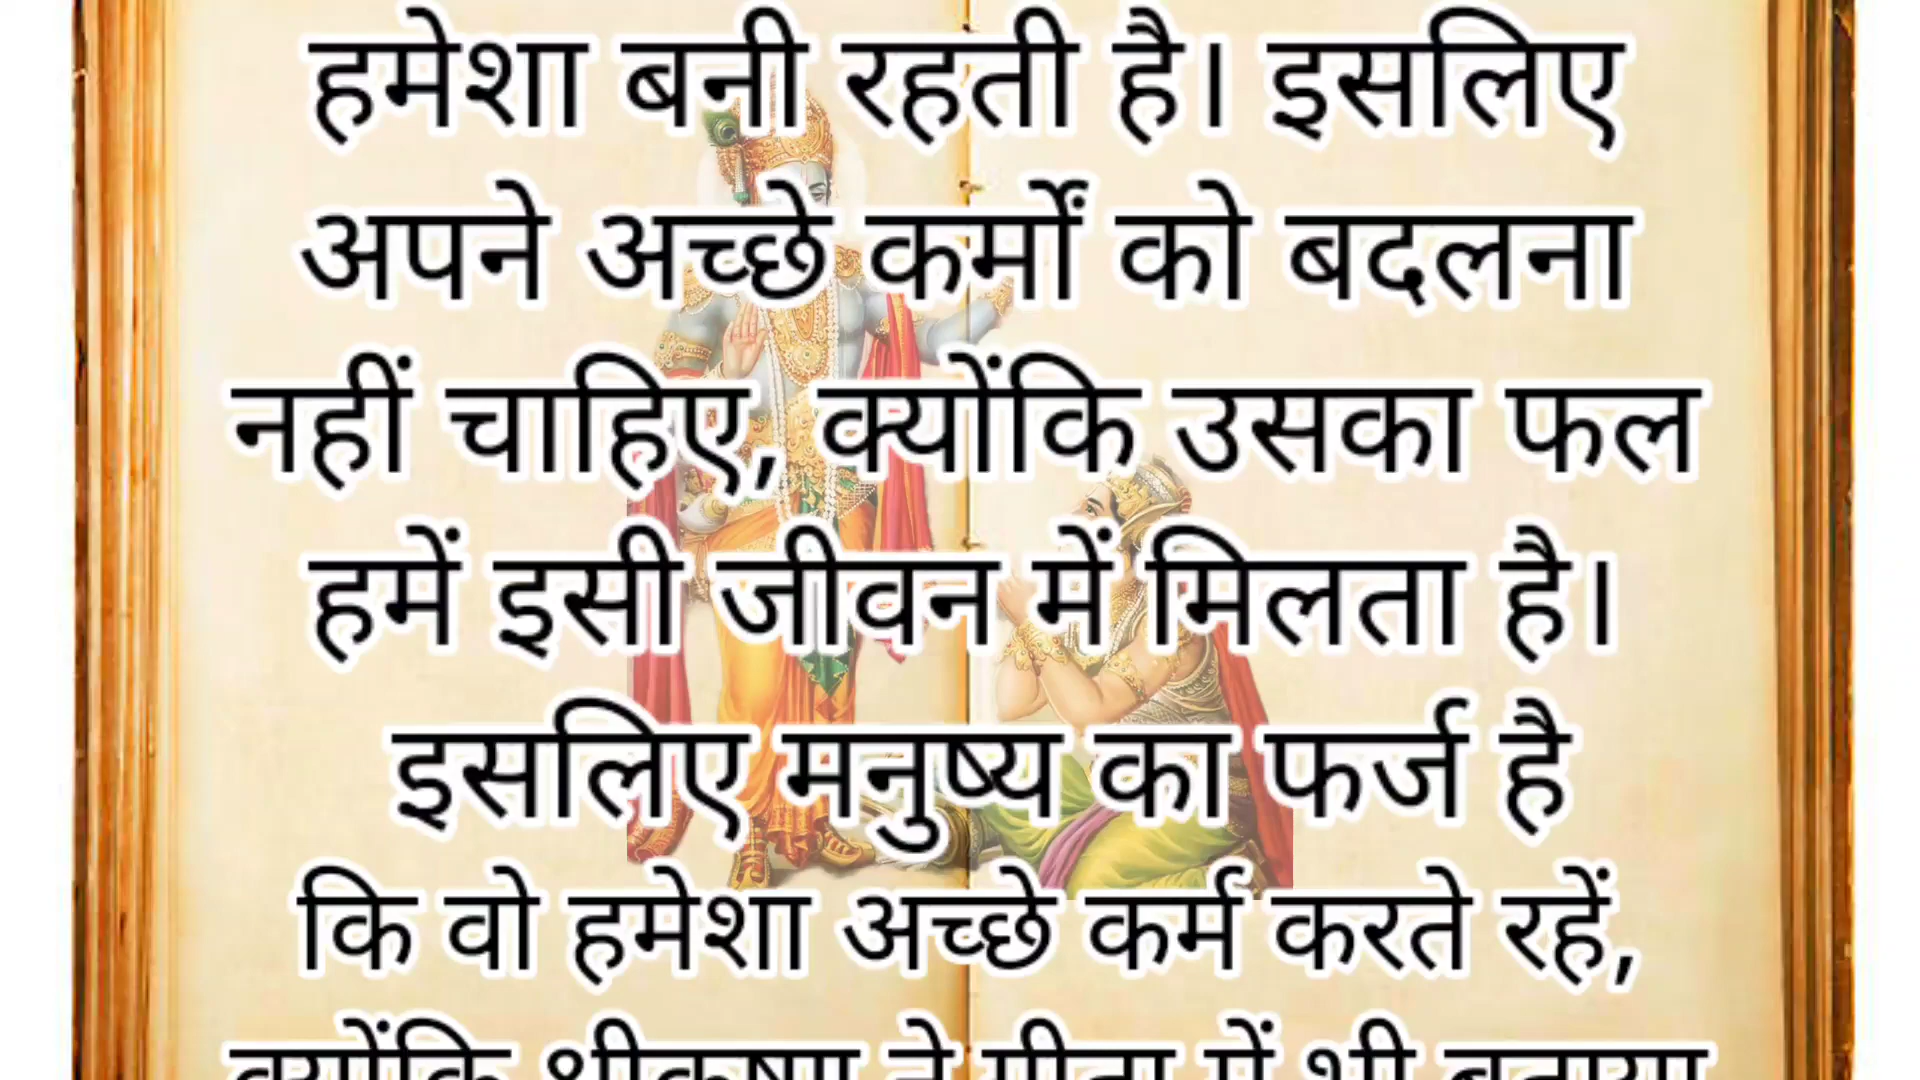 हमेशा बनी रहती है। इसलिए
अपने अच्छे कर्मों को बदलना
नहीं चाहिए, क्योंकि उसका फल
हमें इसी जीवन में मिलता है।
इसलिए मनुष्य का फर्ज है
कि वो हमेशा अच्छे कर्म करते रहें,
क्योंकि श्रीकृष्ण ने गीता में भी बताया